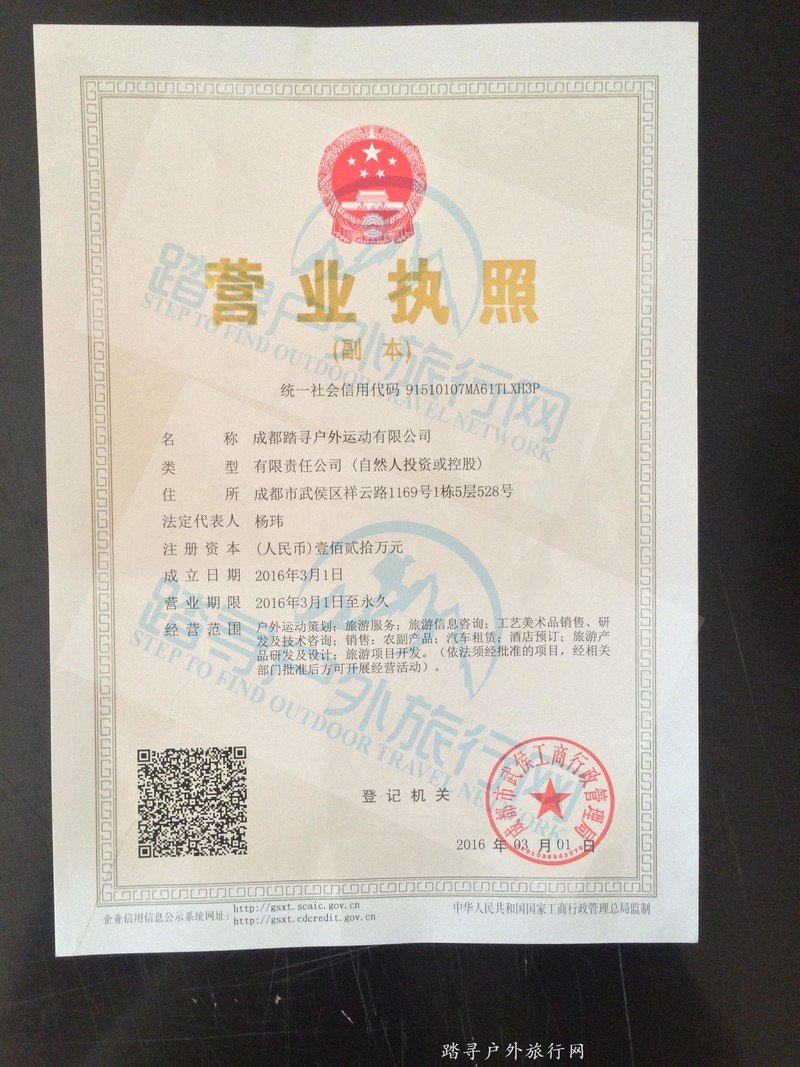 营业执照
(副 本)
统一社会信用代码 91510107MA61TLXH3P
名 称 成都踏寻户外运动有限公司
类 型 有限责任公司 (自然人投资或控股)
住 所 成都市武侯区祥云路1169号1栋5层528号
法定代表人 杨玮
注册资本 (人民币)壹佰贰拾万元
成立日期 2016年3月1日
营业期限 2016年3月1日至永久
经营范围 户外运动策划；旅游服务；旅游信息咨询；工艺美术品销售、研
发及技术咨询；销售：农副产品；汽车租赁；酒店预订；旅游产
品研发及设计；旅游项目开发。（依法须经批准的项目，经相关
部门批准后方可开展经营活动）。
踏寻户外旅行网
STEP TO FIND OUTDOOR TRAVEL NETWORK
踏寻户外旅行网
STEP TO FIND OUTDOOR TRAVEL NETWORK
登记机关
成都市武侯工商行政管理局
2016 年 03 月 01 日
企业信用信息公示系统网址：http://gsxt.scaic.gov.cn
http://gsxt.cdcredit.gov.cn
中华人民共和国国家工商行政管理总局监制
踏寻户外旅行网